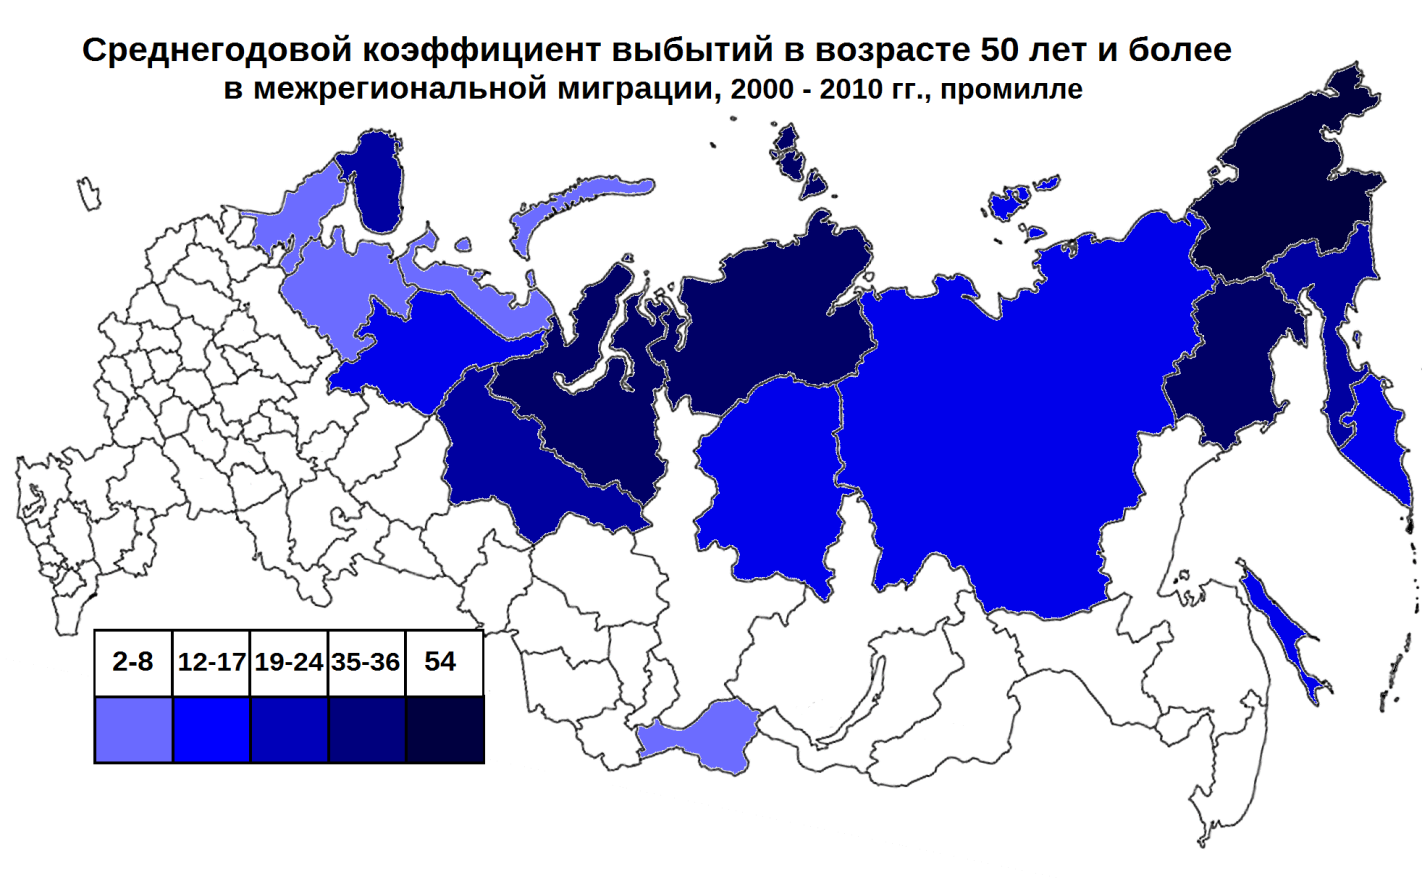 Среднегодовой коэффициент выбытий в возрасте 50 лет и более
в межрегиональной миграции, 2000 - 2010 гг., промилле
2-8 12-17 19-24 35-36 54